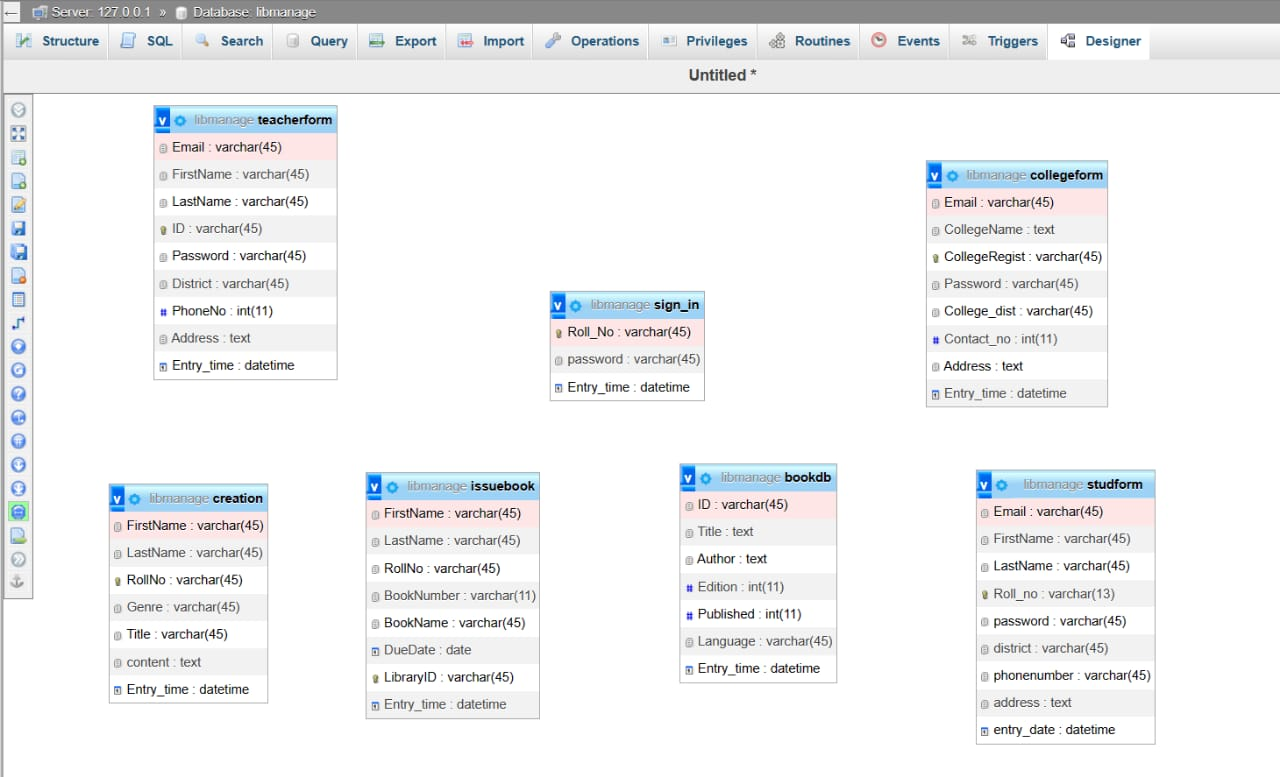 Server: 127.0.0.1 » Database: libmanage
Structure SQL Search Query Export Import Operations Privileges Routines Events Triggers Designer
Untitled *
libmanage teacherform
Email : varchar(45)
FirstName : varchar(45)
LastName : varchar(45)
ID : varchar(45)
Password : varchar(45)
District : varchar(45)
PhoneNo : int(11)
Address : text
Entry_time : datetime
libmanage collegeform
Email : varchar(45)
CollegeName : text
CollegeRegist : varchar(45)
Password : varchar(45)
College_dist : varchar(45)
Contact_no : int(11)
Address : text
Entry_time : datetime
libmanage sign_in
Roll_No : varchar(45)
password : varchar(45)
Entry_time : datetime
libmanage creation
FirstName : varchar(45)
LastName : varchar(45)
RollNo : varchar(45)
Genre : varchar(45)
Title : varchar(45)
content : text
Entry_time : datetime
libmanage issuebook
FirstName : varchar(45)
LastName : varchar(45)
RollNo : varchar(45)
BookNumber : varchar(11)
BookName : varchar(45)
DueDate : date
LibraryID : varchar(45)
Entry_time : datetime
libmanage bookdb
ID : varchar(45)
Title : text
Author : text
Edition : int(11)
Published : int(11)
Language : varchar(45)
Entry_time : datetime
libmanage studform
Email : varchar(45)
FirstName : varchar(45)
LastName : varchar(45)
Roll_no : varchar(13)
password : varchar(45)
district : varchar(45)
phonenumber : varchar(45)
address : text
entry_date : datetime